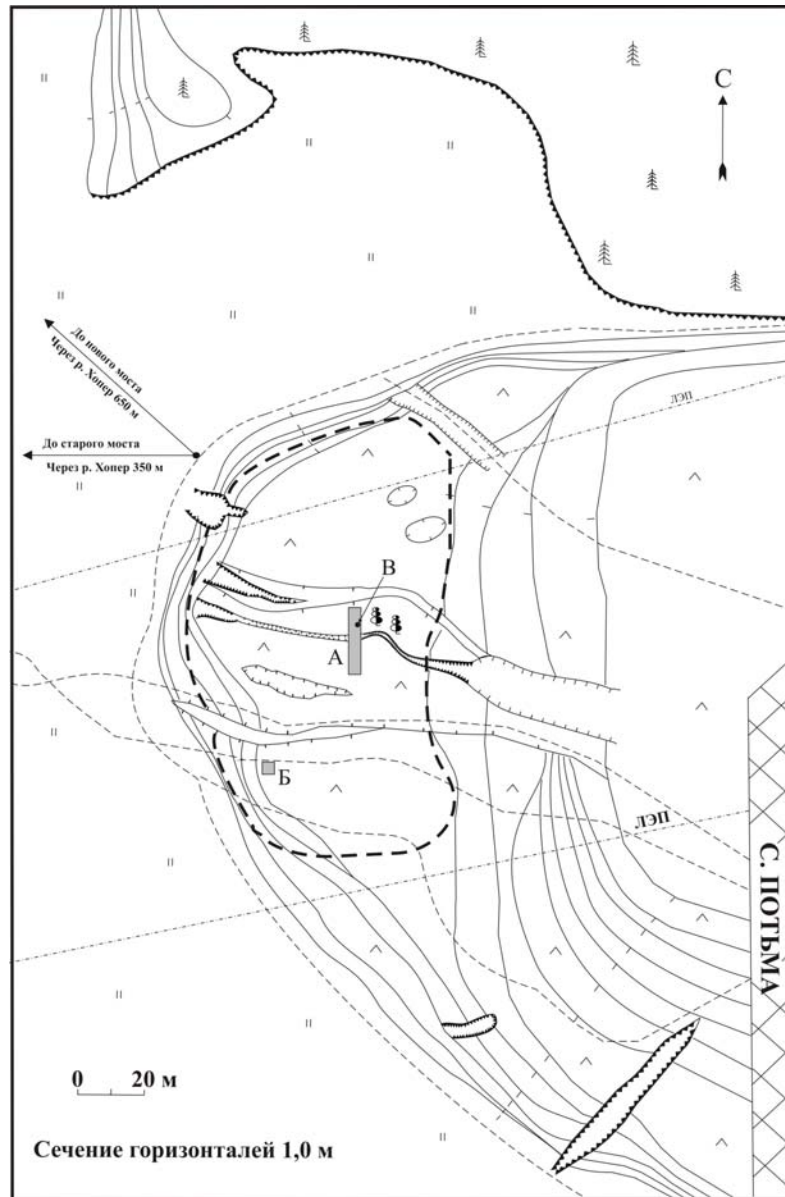 С
До нового моста
Через р. Хопер 650 м
До старого моста
Через р. Хопер 350 м
ЛЭП
В
А
Б
ЛЭП
С. ПОТЬМА
0 20 м
Сечение горизонталей 1,0 м